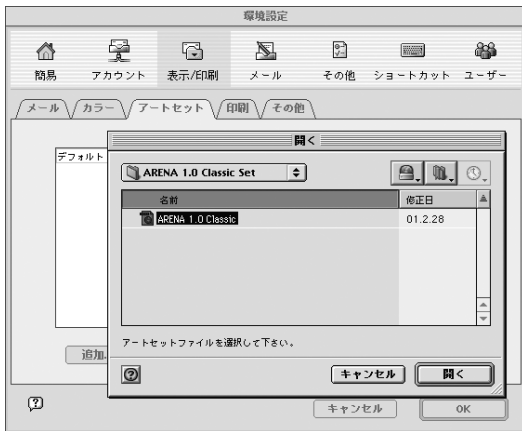 環境設定
簡易 アカウント 表示/印刷 メール その他 ショートカット ユーザー
メール カラー アートセット 印刷 その他
デフォルト
開く
ARENA 1.0 Classic Set
名前 修正日
ARENA 1.0 Classic 01.2.28
アートセットファイルを選択して下さい。
追加
キャンセル 開く
キャンセル OK